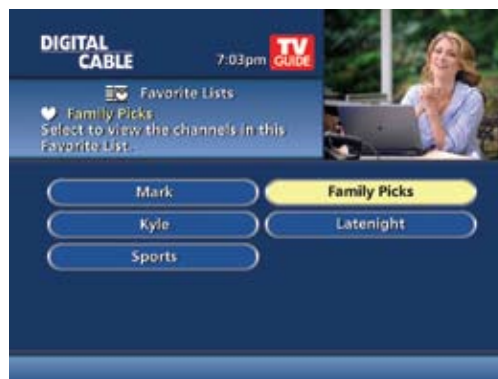 DIGITAL
CABLE
7:03pm
TV
GUIDE
Favorite Lists
Family Picks
Select to view the channels in this
Favorite List.
Mark
Family Picks
Kyle
Latenight
Sports